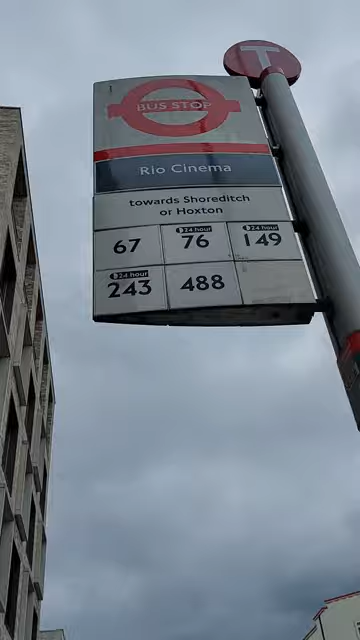 T
BUS STOP
Rio Cinema
towards Shoreditch
or Hoxton
24 hour 24 hour
67 76 149
24 hour
243 488